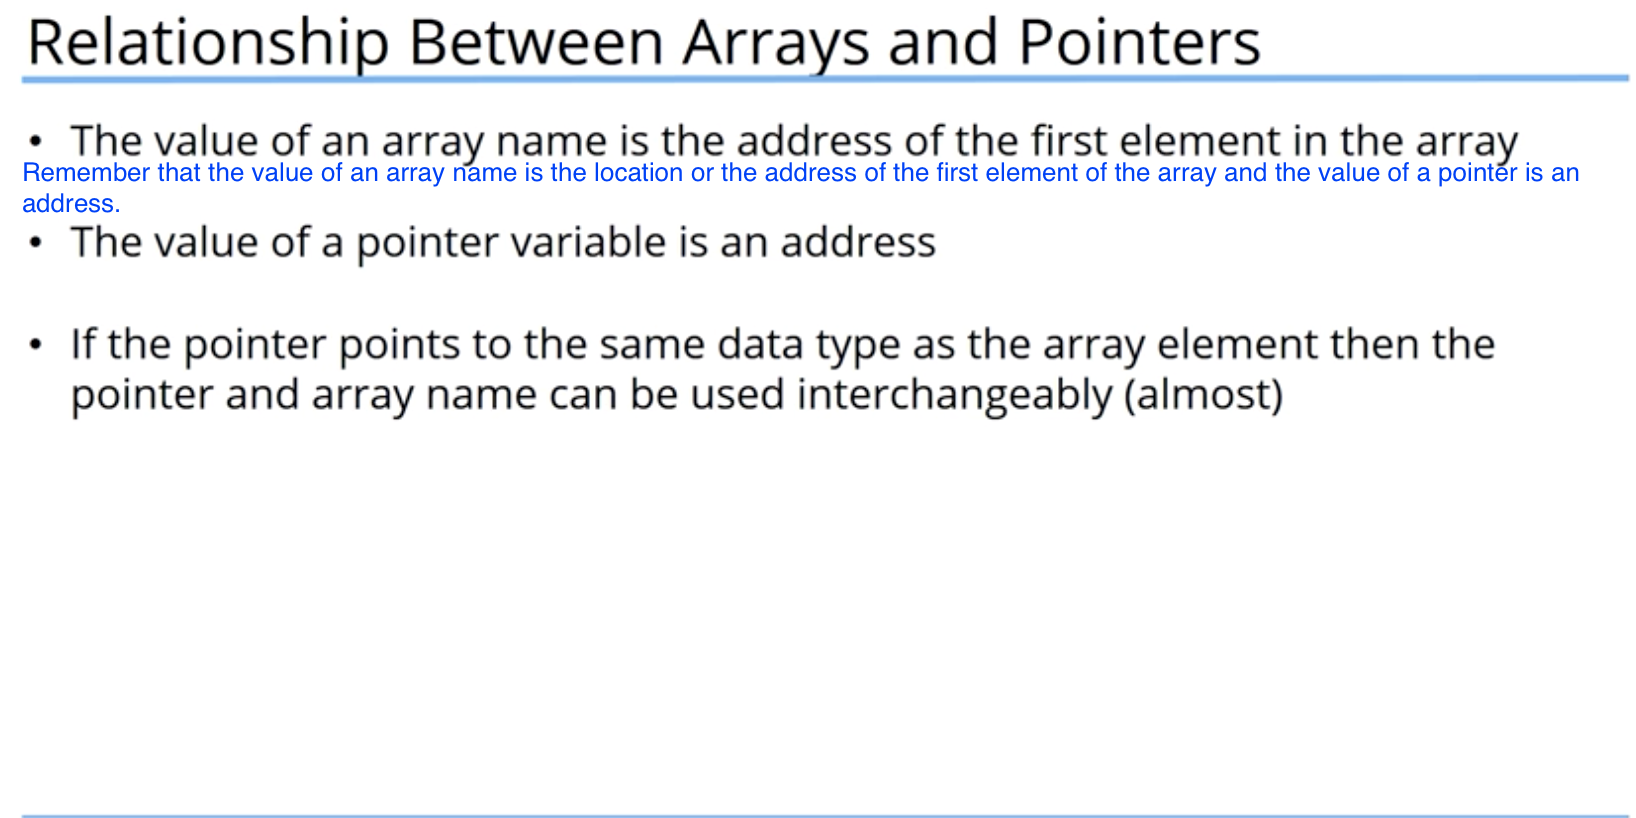 Relationship Between Arrays and Pointers
• The value of an array name is the address of the first element in the array
Remember that the value of an array name is the location or the address of the first element of the array and the value of a pointer is an
address.
• The value of a pointer variable is an address
• If the pointer points to the same data type as the array element then the
pointer and array name can be used interchangeably (almost)